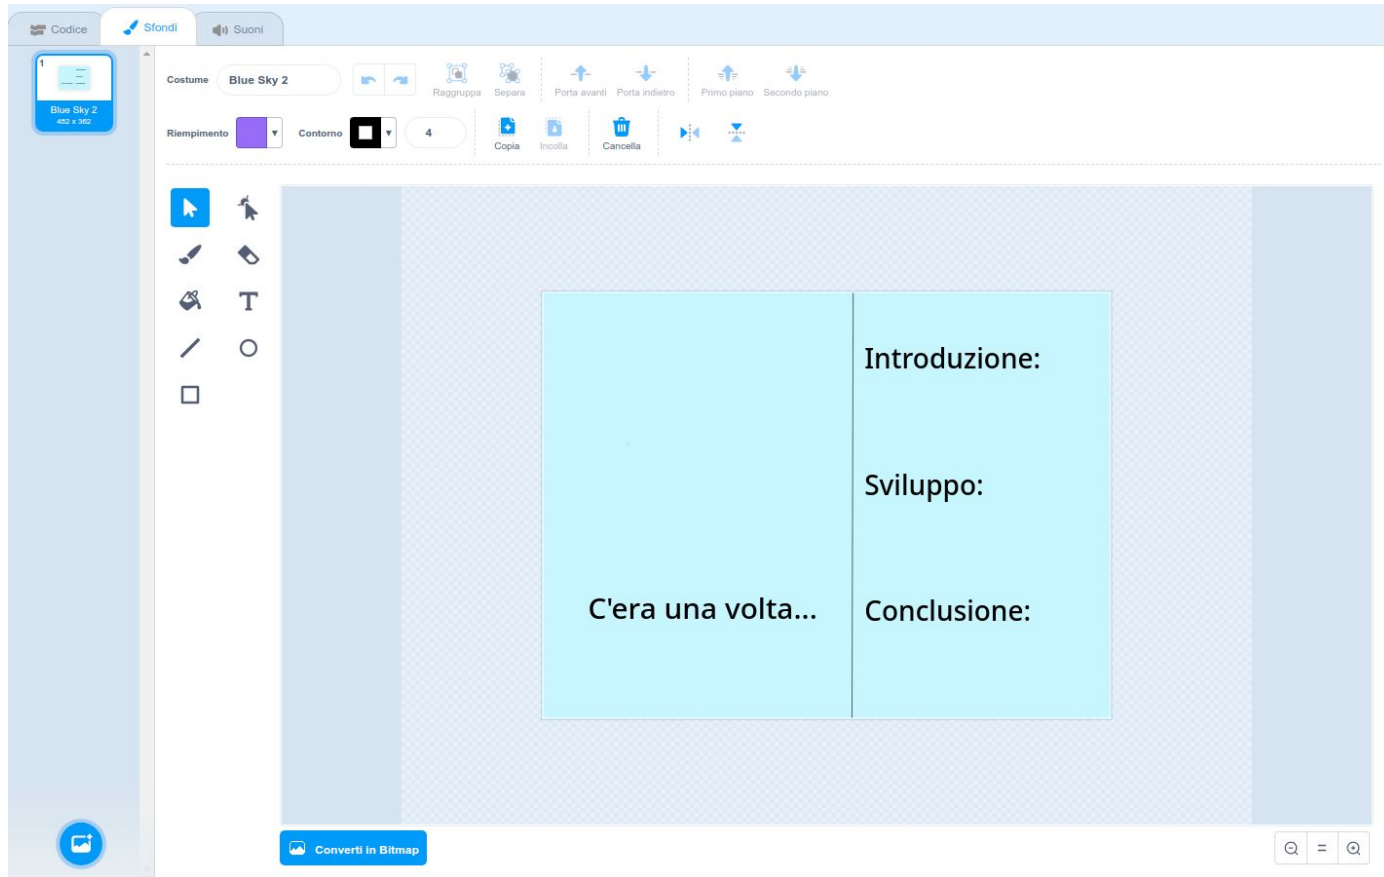 Codice
Sfondi
Suoni
1
Blue Sky 2
452 x 362
Costume
Blue Sky 2
Raggruppa
Separa
Porta avanti
Porta indietro
Primo piano
Secondo piano
Riempimento
Contorno
4
Copia
Incolla
Cancella
T
Introduzione:
Sviluppo:
C'era una volta...
Conclusione:
Converti in Bitmap